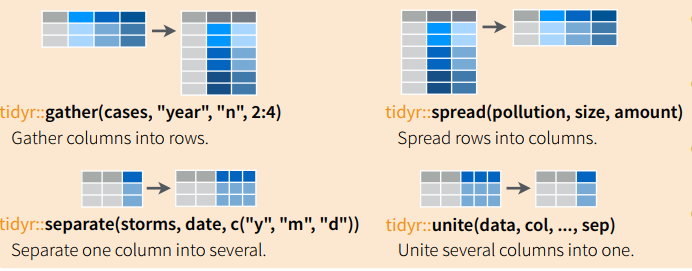 tidyr::gather(cases, "year", "n", 2:4)
Gather columns into rows.
tidyr::spread(pollution, size, amount)
Spread rows into columns.
tidyr::separate(storms, date, c("y", "m", "d"))
Separate one column into several.
tidyr::unite(data, col, ..., sep)
Unite several columns into one.